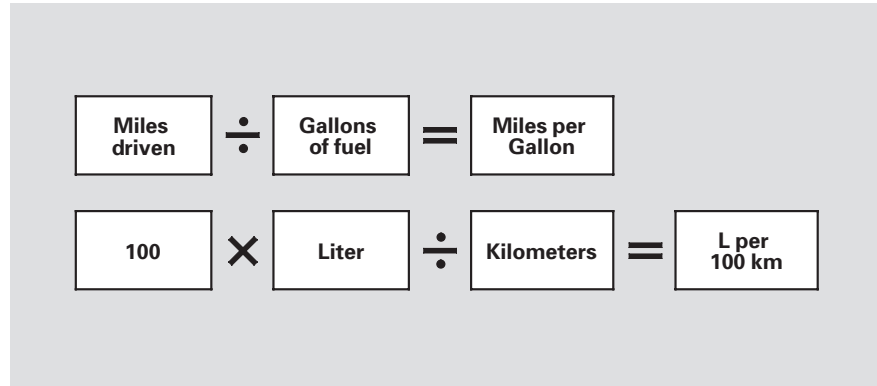 Miles driven ÷ Gallons of fuel = Miles per Gallon
100 × Liter ÷ Kilometers = L per 100 km